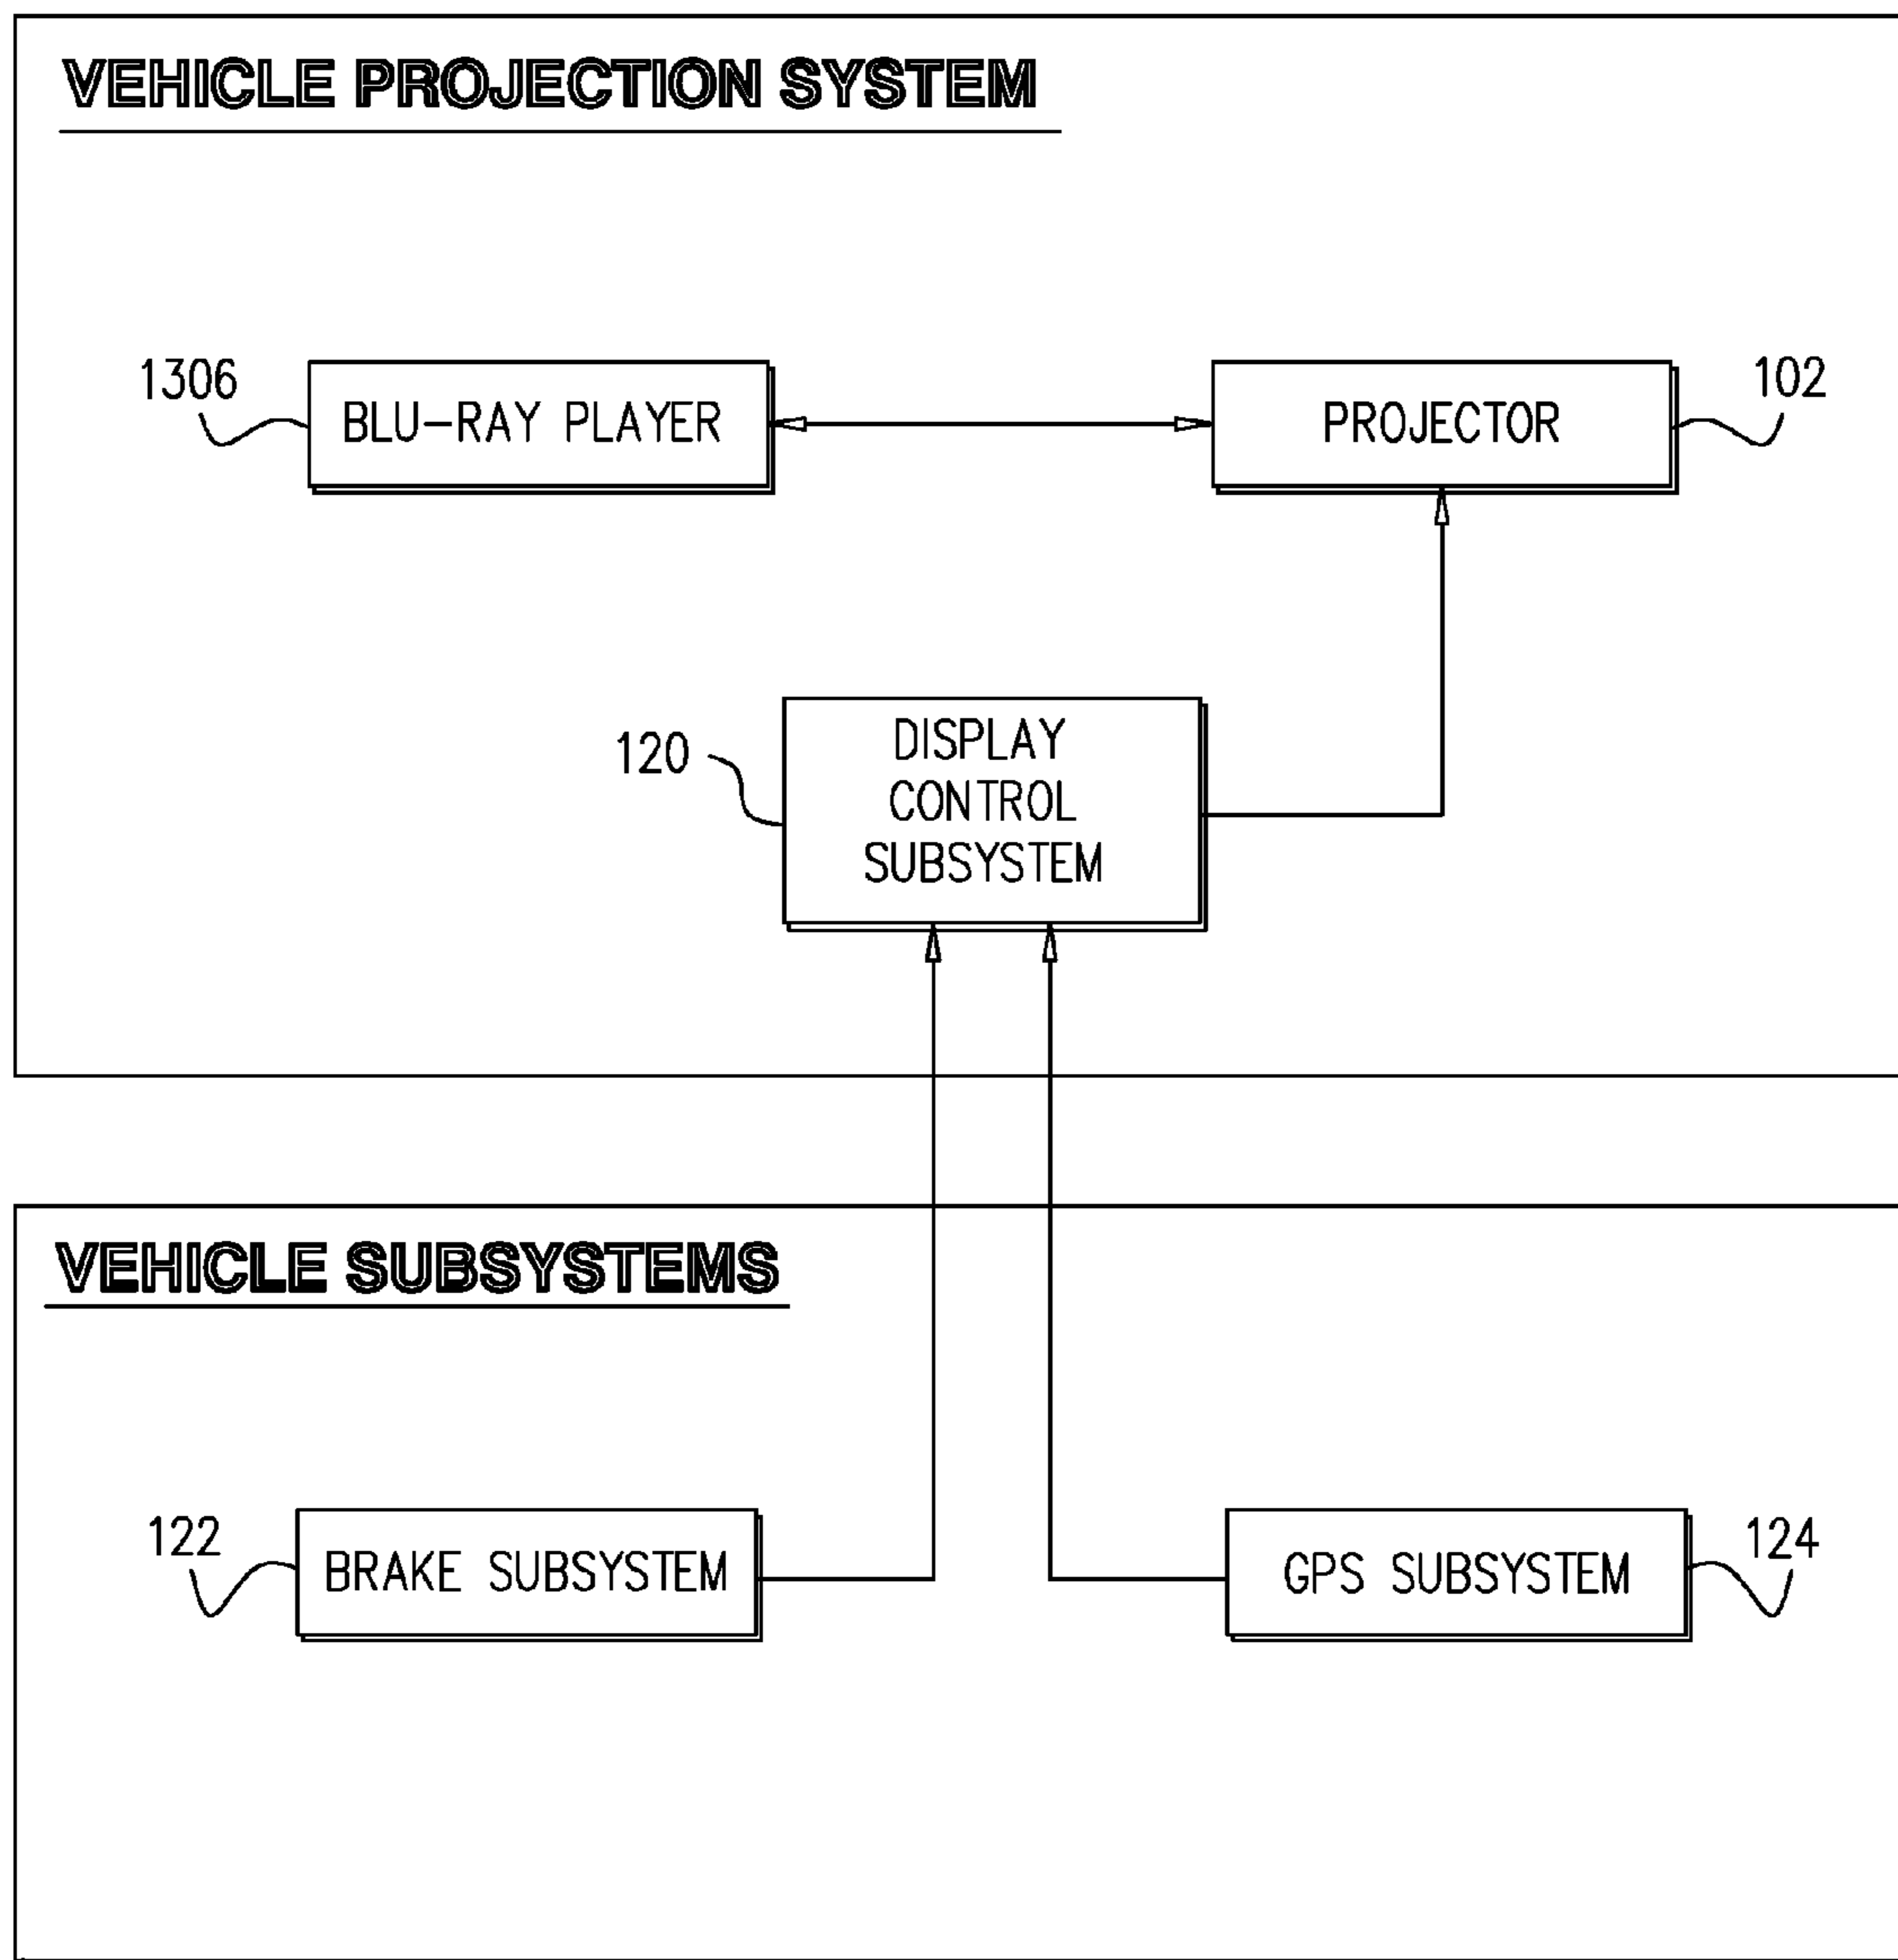 VEHICLE PROJECTION SYSTEM
1306
BLU-RAY PLAYER
PROJECTOR
102
120
DISPLAY
CONTROL
SUBSYSTEM
VEHICLE SUBSYSTEMS
122
BRAKE SUBSYSTEM
GPS SUBSYSTEM
124